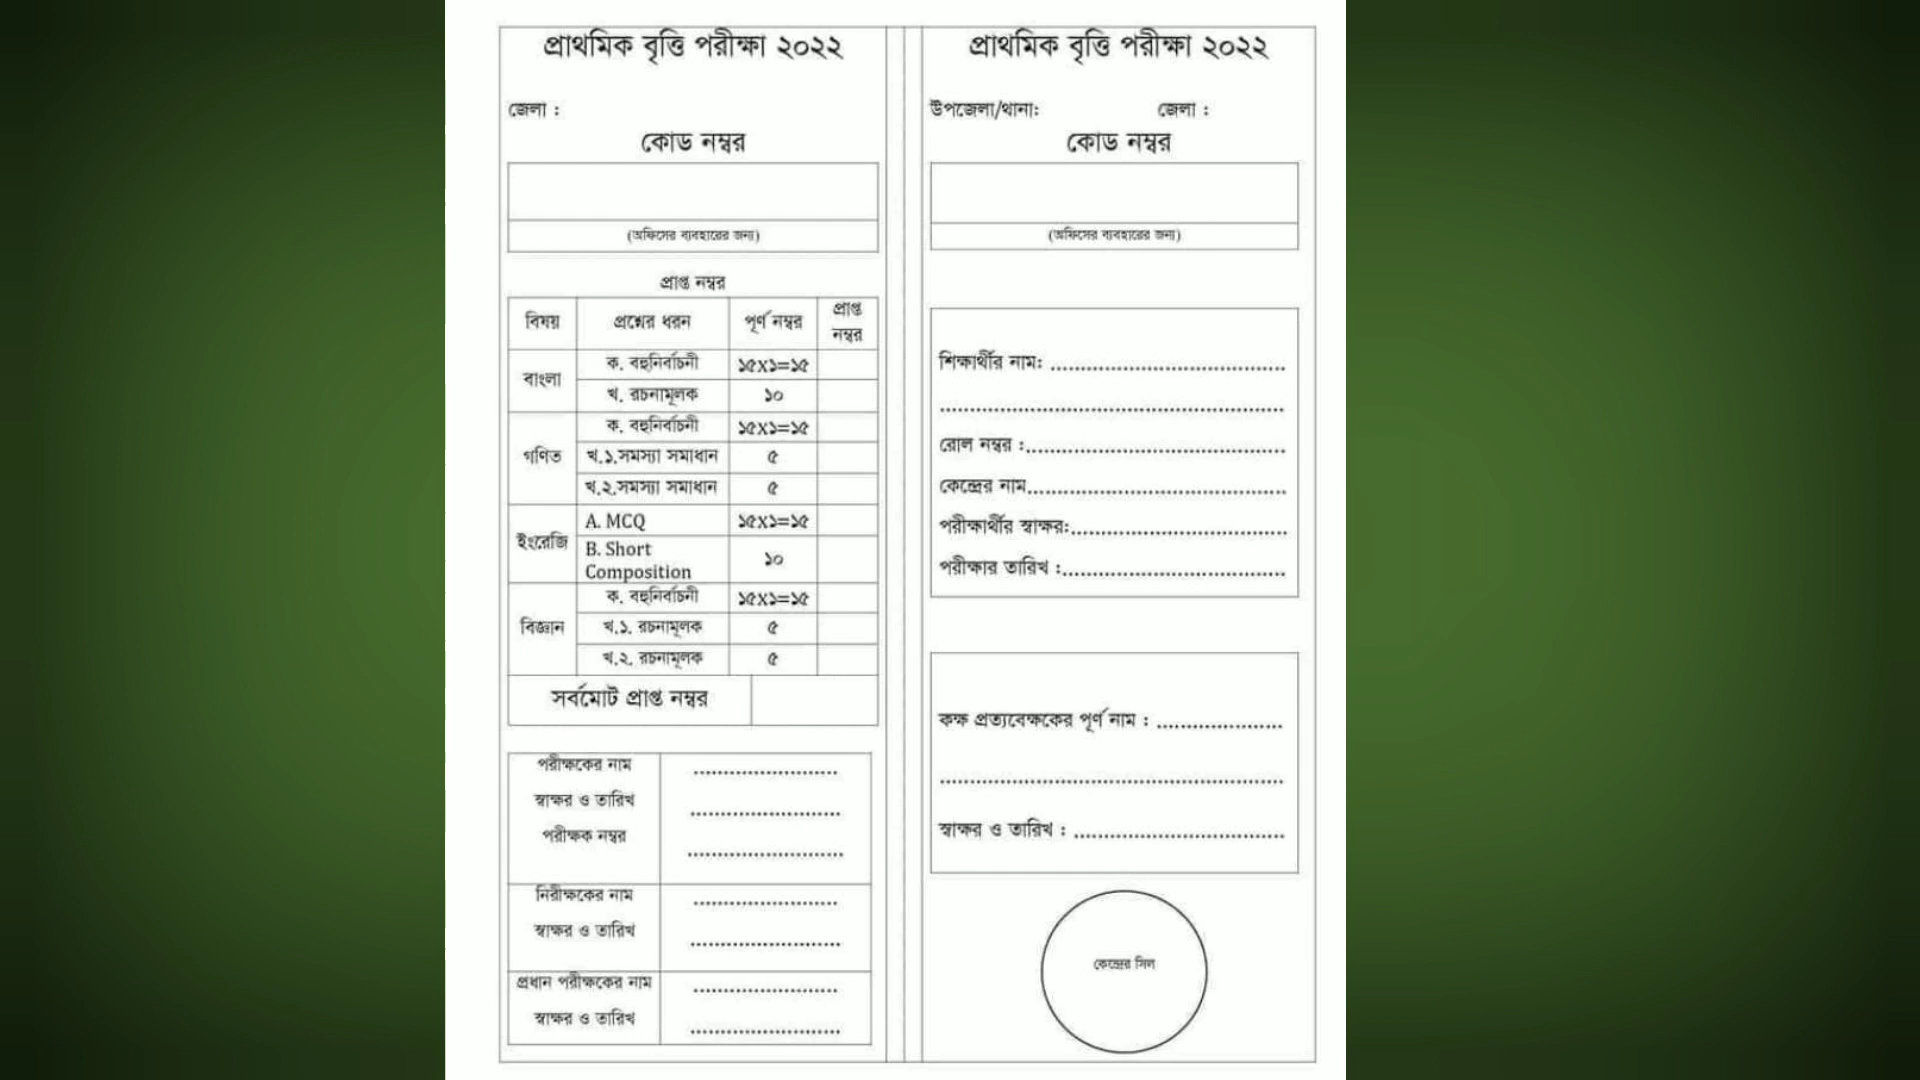 প্রাথমিক বৃত্তি পরীক্ষা ২০২২
জেলা :
কোড নম্বর
(অফিসের ব্যবহারের জন্য)
প্রাপ্ত নম্বর
বিষয় প্রশ্নের ধরন পূর্ণ নম্বর প্রাপ্ত নম্বর
বাংলা ক. বহুনির্বাচনী ১৫X১=১৫
খ. রচনামূলক ১০
গণিত ক. বহুনির্বাচনী ১৫X১=১৫
খ.১.সমস্যা সমাধান ৫
খ.২.সমস্যা সমাধান ৫
ইংরেজি A. MCQ ১৫X১=১৫
B. Short Composition ১০
বিজ্ঞান ক. বহুনির্বাচনী ১৫X১=১৫
খ.১. রচনামূলক ৫
খ.২. রচনামূলক ৫
সর্বমোট প্রাপ্ত নম্বর
পরীক্ষকের নাম ........................
স্বাক্ষর ও তারিখ .........................
পরীক্ষক নম্বর ..........................
নিরীক্ষকের নাম ........................
স্বাক্ষর ও তারিখ .........................
প্রধান পরীক্ষকের নাম ........................
স্বাক্ষর ও তারিখ .........................
প্রাথমিক বৃত্তি পরীক্ষা ২০২২
উপজেলা/থানা: জেলা :
কোড নম্বর
(অফিসের ব্যবহারের জন্য)
শিক্ষার্থীর নাম: .......................................
.........................................................
রোল নম্বর :...........................................
কেন্দ্রের নাম...........................................
পরীক্ষার্থীর স্বাক্ষর:....................................
পরীক্ষার তারিখ :.....................................
কক্ষ প্রত্যবেক্ষকের পূর্ণ নাম : .....................
.........................................................
স্বাক্ষর ও তারিখ : ...................................
কেন্দ্রের সিল